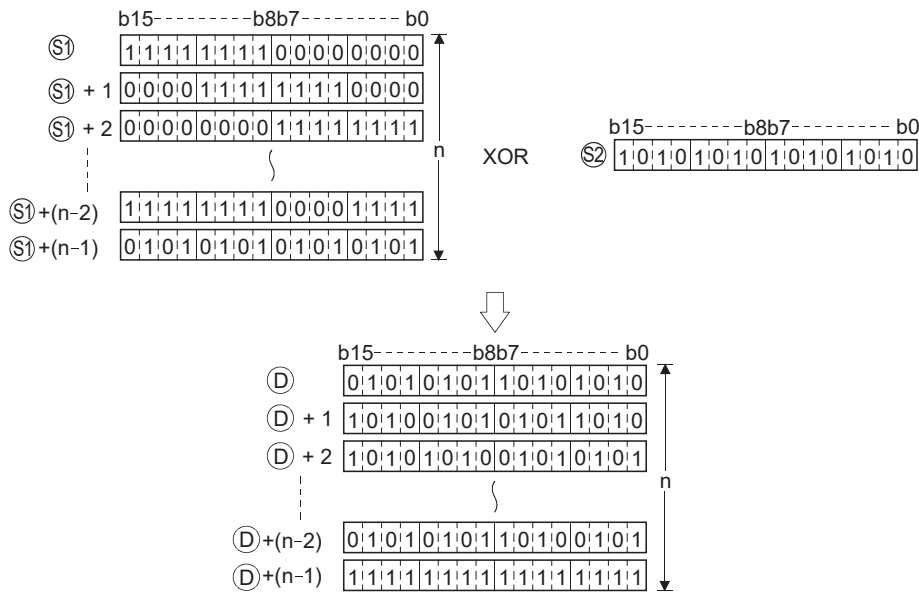 b15 b8b7 b0
S1 1111111100000000
S1 + 1 0000111111110000
S1 + 2 0000000011111111
n
XOR
b15 b8b7 b0
S2 1010101010101010
S1 +(n-2) 1111111100001111
S1 +(n-1) 0101010101010101
b15 b8b7 b0
D 0101010110101010
D + 1 1010010101011010
D + 2 1010101001010101
n
D +(n-2) 0101010110100101
D +(n-1) 1111111111111111